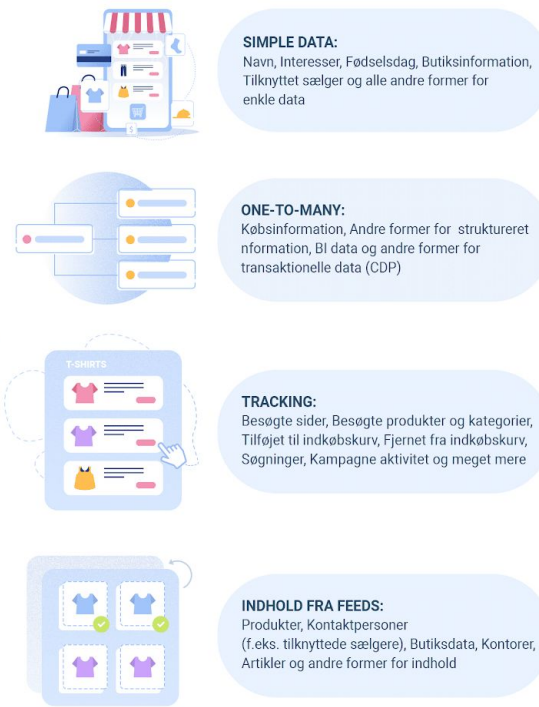 SIMPLE DATA:
Navn, Interesser, Fødselsdag, Butiksinformation,
Tilknyttet sælger og alle andre former for
enkle data
ONE-TO-MANY:
Købsinformation, Andre former for struktureret
nformation, BI data og andre former for
transaktionelle data (CDP)
T-SHIRTS
TRACKING:
Besøgte sider, Besøgte produkter og kategorier,
Tilføjet til indkøbskurv, Fjernet fra indkøbskurv,
Søgninger, Kampagne aktivitet og meget mere
INDHOLD FRA FEEDS:
Produkter, Kontaktpersoner
(f.eks. tilknyttede sælgere), Butiksdata, Kontorer,
Artikler og andre former for indhold